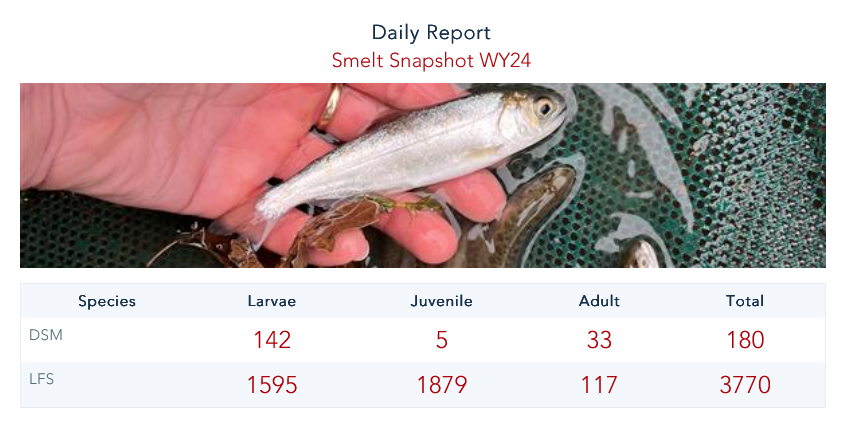 Daily Report
Smelt Snapshot WY24
Species Larvae Juvenile Adult Total
DSM 142 5 33 180
LFS 1595 1879 117 3770